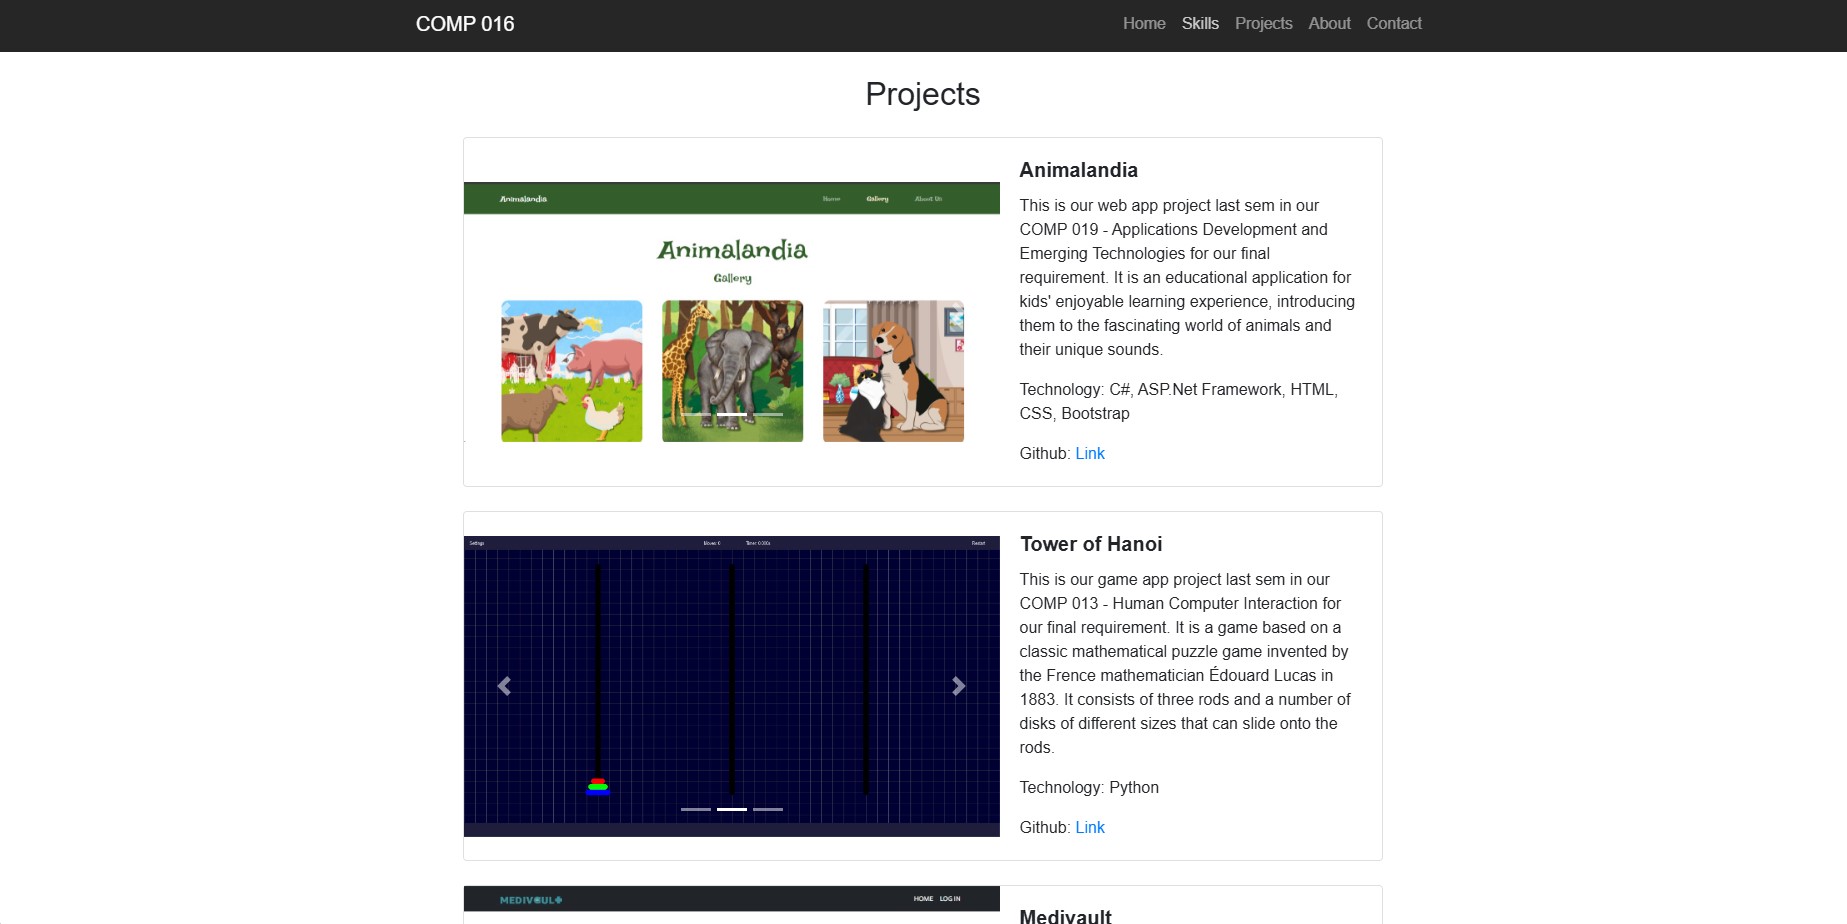 COMP 016
Home Skills Projects About Contact
Projects
Animalandia
Home Gallery About Us
Animalandia
Gallery
Animalandia
This is our web app project last sem in our
COMP 019 - Applications Development and
Emerging Technologies for our final
requirement. It is an educational application for
kids' enjoyable learning experience, introducing
them to the fascinating world of animals and
their unique sounds.
Technology: C#, ASP.Net Framework, HTML,
CSS, Bootstrap
Github: Link
Settings Moves: 0 Time: 0.000s Restart
Tower of Hanoi
This is our game app project last sem in our
COMP 013 - Human Computer Interaction for
our final requirement. It is a game based on a
classic mathematical puzzle game invented by
the Frence mathematician Édouard Lucas in
1883. It consists of three rods and a number of
disks of different sizes that can slide onto the
rods.
Technology: Python
Github: Link
MEDIVAULT
HOME LOG IN
Medivault